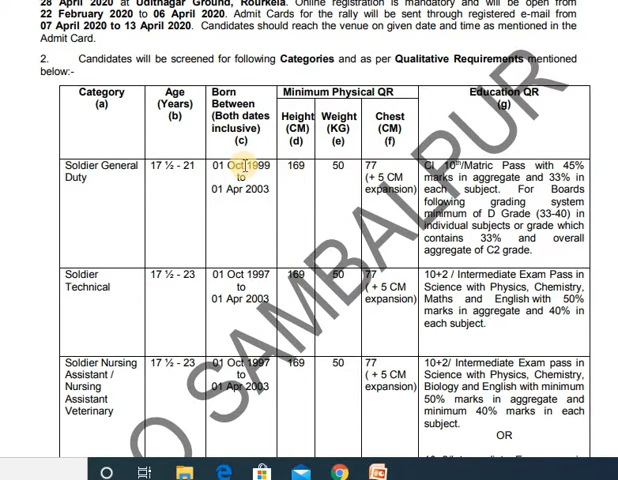 28 April 2020 at Uditnagar Ground, Rourkela. Online registration is mandatory and will be open from
22 February 2020 to 06 April 2020. Admit Cards for the rally will be sent through registered e-mail from
07 April 2020 to 13 April 2020. Candidates should reach the venue on given date and time as mentioned in the
Admit Card.
2. Candidates will be screened for following Categories and as per Qualitative Requirements mentioned
below:-
Category (a) Age (Years) (b) Born Between (Both dates inclusive) (c) Minimum Physical QR Education QR (g)
Height (CM) (d) Weight (KG) (e) Chest (CM) (f)
Soldier General 17 ½ - 21 01 Oct 1999 169 50 77 10th/Matric Pass with 45%
Duty to (+ 5 CM marks in aggregate and 33% in
01 Apr 2003 expansion) each subject. For Boards
following grading system
minimum of D Grade (33-40) in
individual subjects or grade which
contains 33% and overall
aggregate of C2 grade.
Soldier 17 ½ - 23 01 Oct 1997 169 50 77 10+2 / Intermediate Exam Pass in
Technical to ( + 5 CM Science with Physics, Chemistry,
01 Apr 2003 expansion) Maths and English with 50%
marks in aggregate and 40% in
each subject.
Soldier Nursing 17 ½ - 23 01 Oct 1997 169 50 77 10+2/ Intermediate Exam pass in
Assistant / to ( + 5 CM Science with Physics, Chemistry,
Nursing 01 Apr 2003 expansion) Biology and English with minimum
Assistant 50% marks in aggregate and
Veterinary minimum 40% marks in each
subject.
OR
O SAMBALPUR